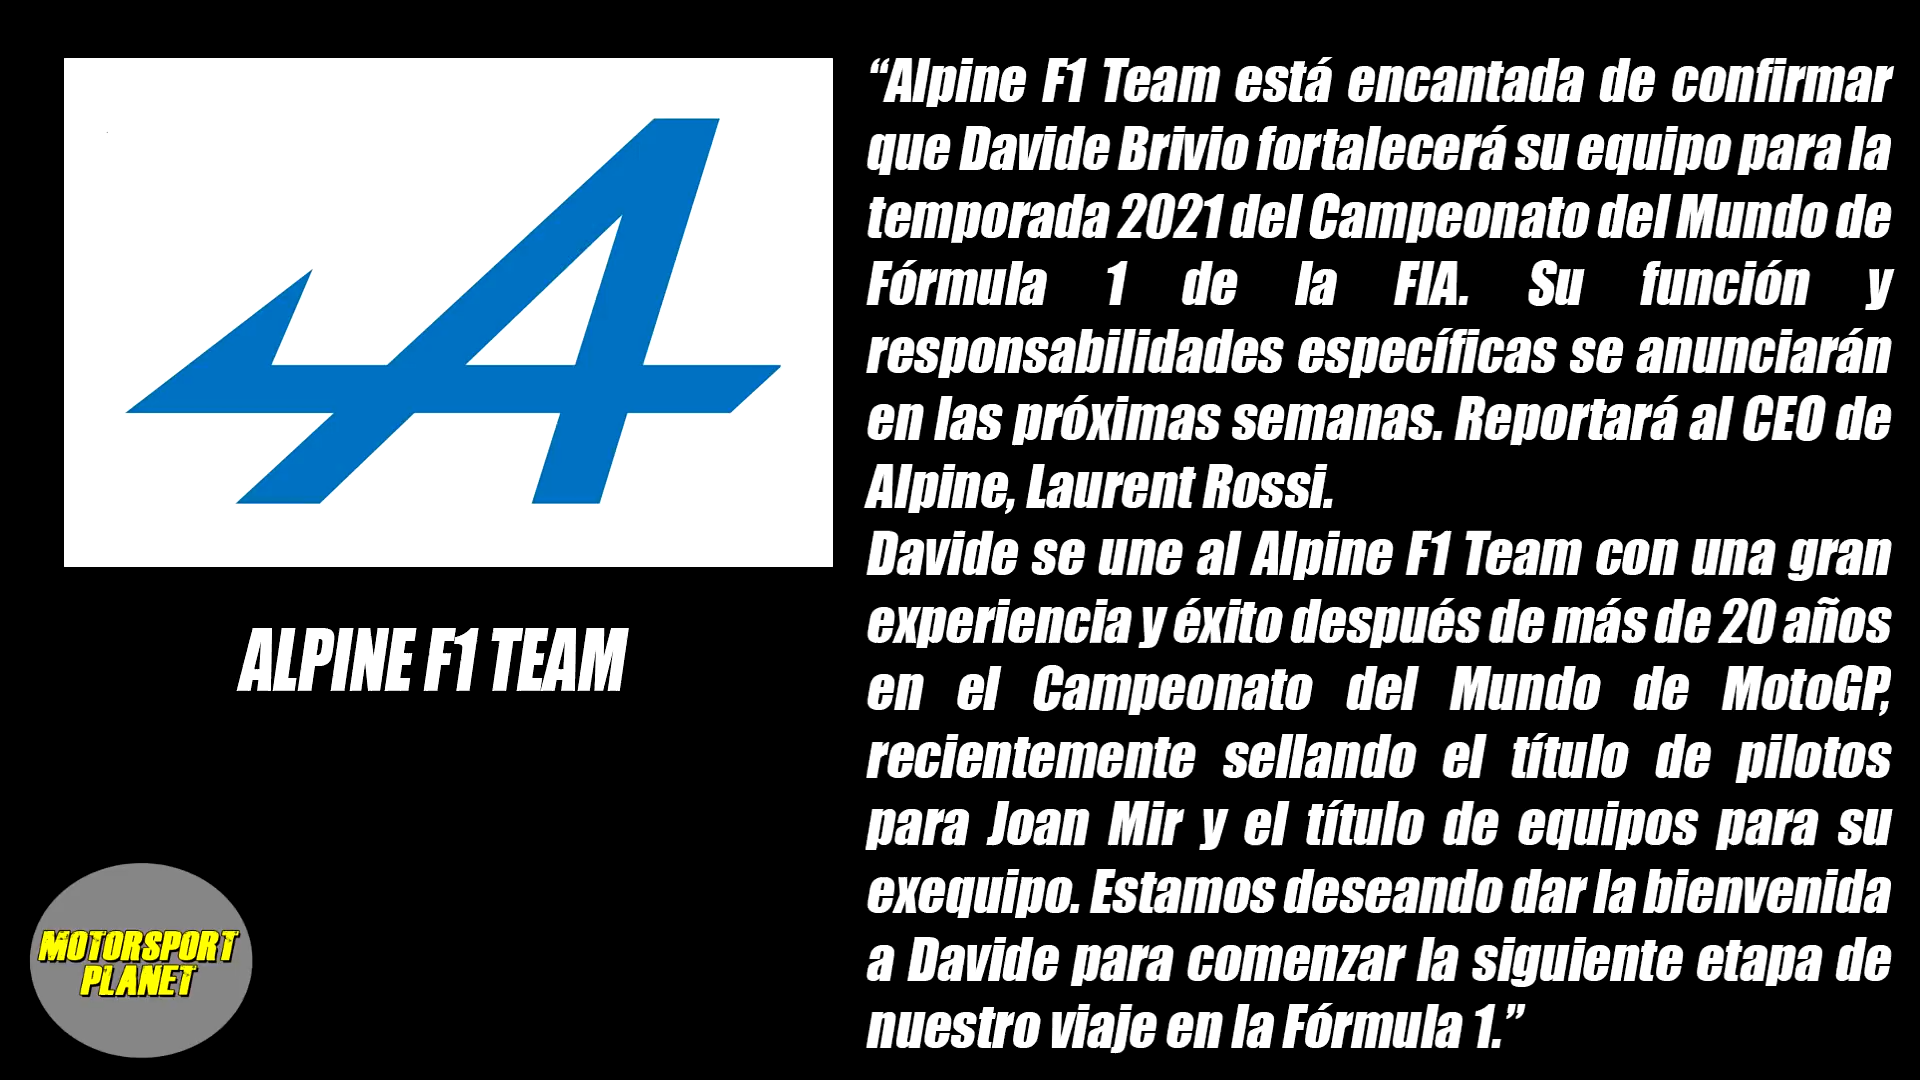 “Alpine F1 Team está encantada de confirmar
que Davide Brivio fortalecerá su equipo para la
temporada 2021 del Campeonato del Mundo de
Fórmula 1 de la FIA. Su función y
responsabilidades específicas se anunciarán
en las próximas semanas. Reportará al CEO de
Alpine, Laurent Rossi.
Davide se une al Alpine F1 Team con una gran
experiencia y éxito después de más de 20 años
en el Campeonato del Mundo de MotoGP,
recientemente sellando el título de pilotos
para Joan Mir y el título de equipos para su
exequipo. Estamos deseando dar la bienvenida
a Davide para comenzar la siguiente etapa de
nuestro viaje en la Fórmula 1.”
ALPINE F1 TEAM
MOTORSPORT
PLANET